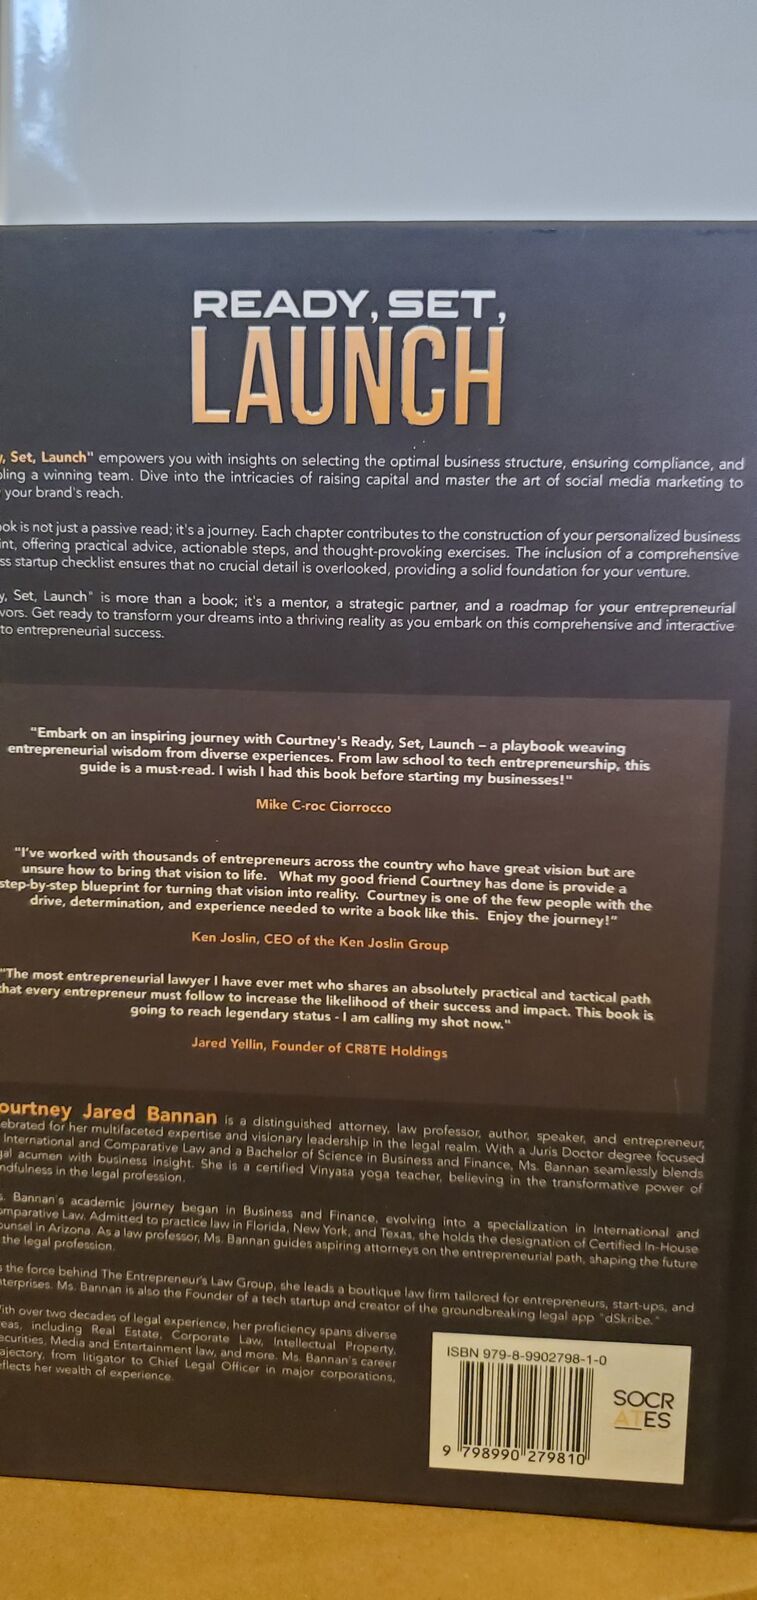 READY, SET,
LAUNCH
, Set, Launch" empowers you with insights on selecting the optimal business structure, ensuring compliance, and
ling a winning team. Dive into the intricacies of raising capital and master the art of social media marketing to
your brand's reach.
ok is not just a passive read; it's a journey. Each chapter contributes to the construction of your personalized business
nt, offering practical advice, actionable steps, and thought-provoking exercises. The inclusion of a comprehensive
ss startup checklist ensures that no crucial detail is overlooked, providing a solid foundation for your venture.
y, Set, Launch" is more than a book; it's a mentor, a strategic partner, and a roadmap for your entrepreneurial
vors. Get ready to transform your dreams into a thriving reality as you embark on this comprehensive and interactive
to entrepreneurial success.
"Embark on an inspiring journey with Courtney's Ready, Set, Launch – a playbook weaving
entrepreneurial wisdom from diverse experiences. From law school to tech entrepreneurship, this
guide is a must-read. I wish I had this book before starting my businesses!"
Mike C-roc Ciorrocco
"I've worked with thousands of entrepreneurs across the country who have great vision but are
unsure how to bring that vision to life. What my good friend Courtney has done is provide a
step-by-step blueprint for turning that vision into reality. Courtney is one of the few people with the
drive, determination, and experience needed to write a book like this. Enjoy the journey!"
Ken Joslin, CEO of the Ken Joslin Group
"The most entrepreneurial lawyer I have ever met who shares an absolutely practical and tactical path
that every entrepreneur must follow to increase the likelihood of their success and impact. This book is
going to reach legendary status - I am calling my shot now."
Jared Yellin, Founder of CR8TE Holdings
ourtney Jared Bannan is a distinguished attorney, law professor, author, speaker, and entrepreneur,
ebrated for her multifaceted expertise and visionary leadership in the legal realm. With a Juris Doctor degree focused
International and Comparative Law and a Bachelor of Science in Business and Finance, Ms. Bannan seamlessly blends
gal acumen with business insight. She is a certified Vinyasa yoga teacher, believing in the transformative power of
ndfulness in the legal profession.
s. Bannan's academic journey began in Business and Finance, evolving into a specialization in International and
omparative Law. Admitted to practice law in Florida, New York, and Texas, she holds the designation of Certified In-House
ounsel in Arizona. As a law professor, Ms. Bannan guides aspiring attorneys on the entrepreneurial path, shaping the future
the legal profession.
s the force behind The Entrepreneur's Law Group, she leads a boutique law firm tailored for entrepreneurs, start-ups, and
nterprises. Ms. Bannan is also the Founder of a tech startup and creator of the groundbreaking legal app "dSkribe."
ith over two decades of legal experience, her proficiency spans diverse
eas, including Real Estate, Corporate Law, Intellectual Property,
ecurities, Media and Entertainment law, and more. Ms. Bannan's career
ajectory, from litigator to Chief Legal Officer in major corporations,
eflects her wealth of experience.
ISBN 979-8-9902798-1-0
9 798990 279810
SOCR
ATES